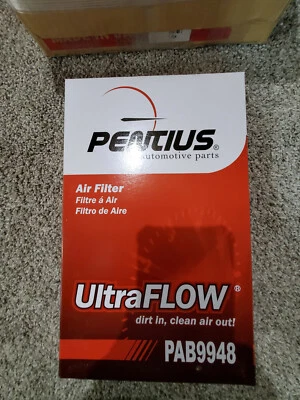 PENTIUS®
automotive parts
Air Filter
Filtre á Air
Filtro de Aire
UltraFLOW®
dirt in, clean air out!
PAB9948